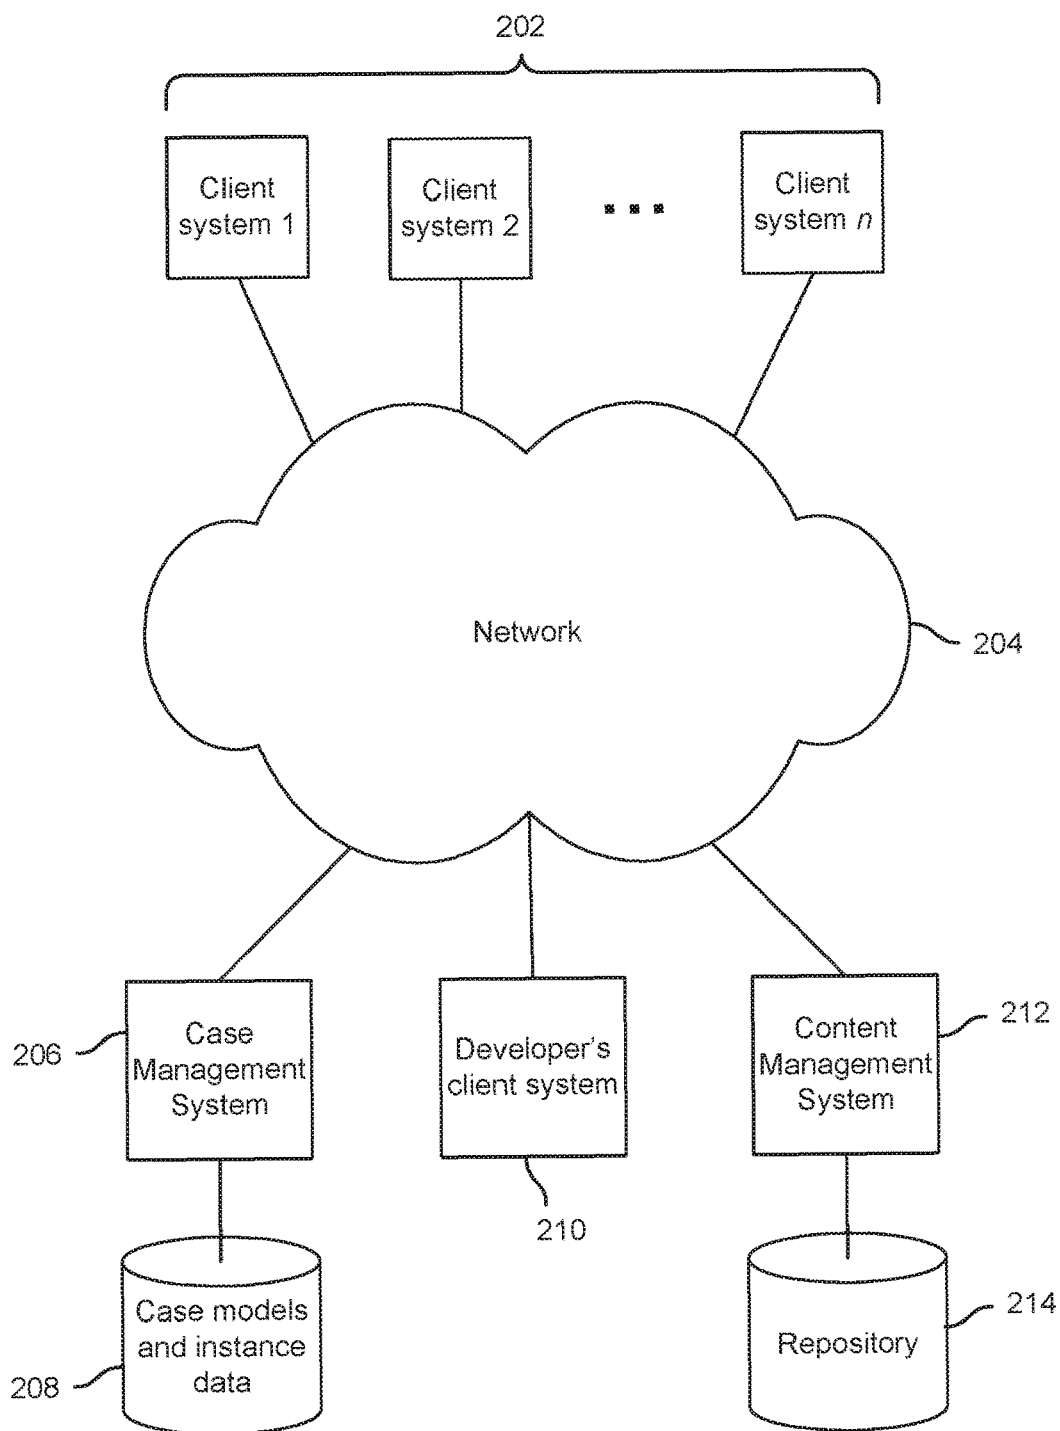 202
Client
system 1
Client
system 2
...
Client
system n
Network
204
206
Case
Management
System
Developer's
client system
210
212
Content
Management
System
208
Case models
and instance
data
214
Repository